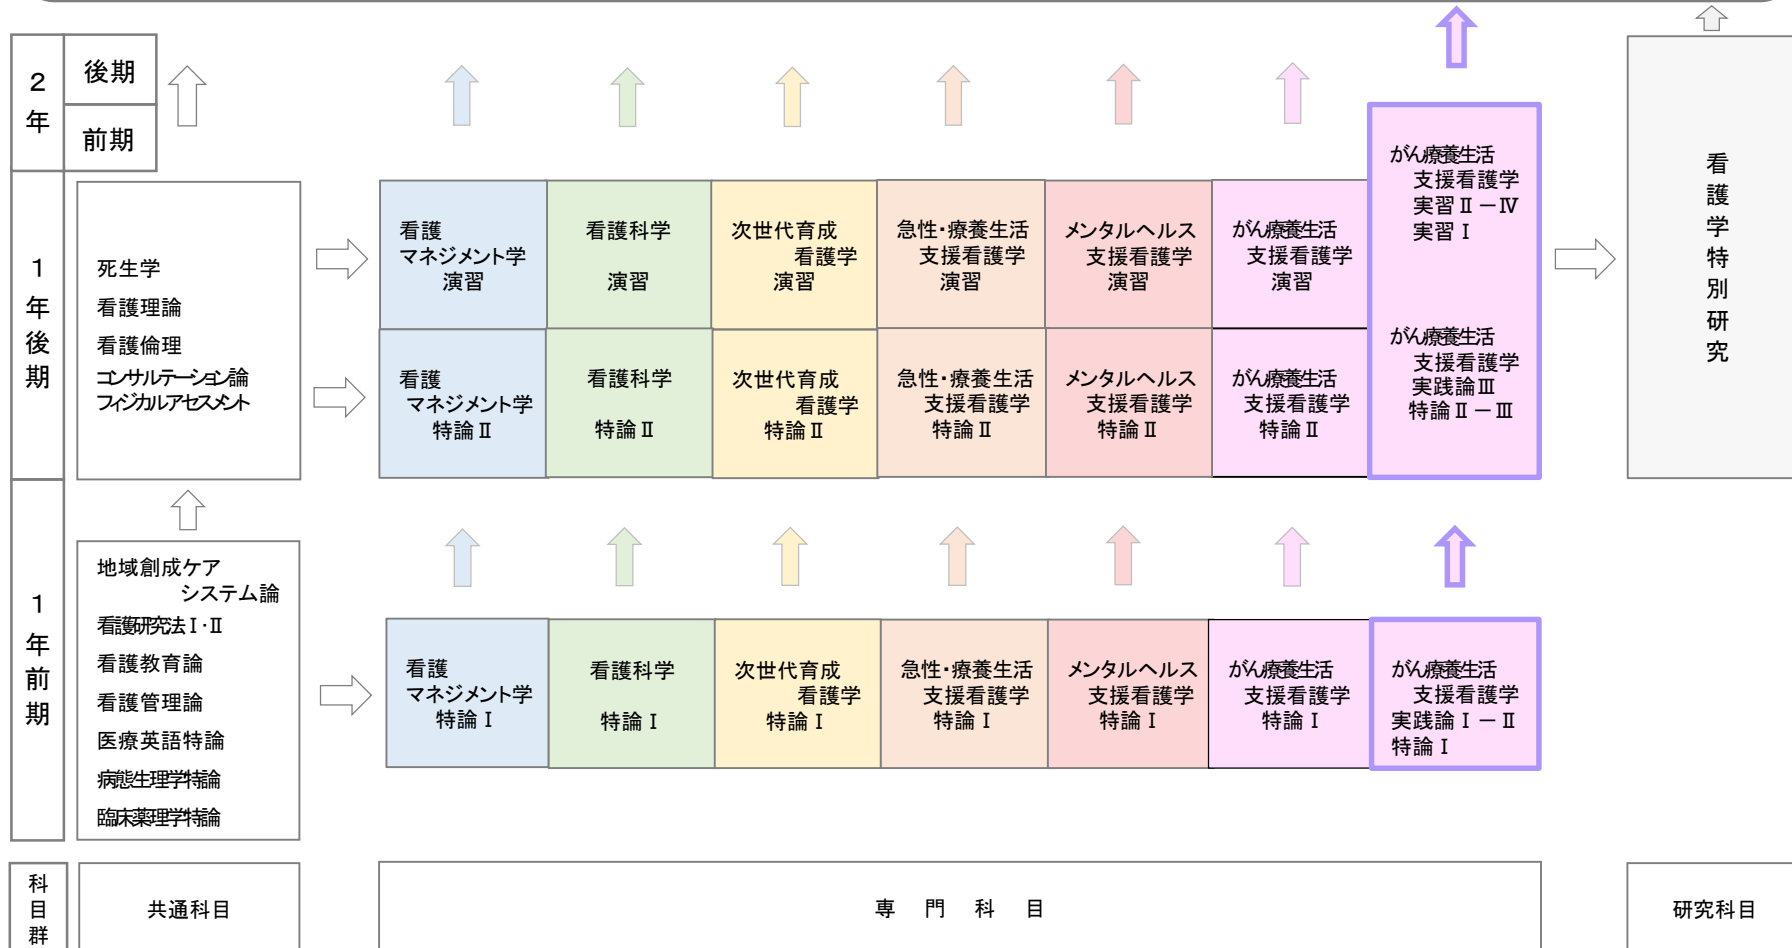 2
年
後期
前期
1
年
後
期
1
年
前
期
科
目
群
死生学
看護理論
看護倫理
コンサルテーション論
フィジカルアセスメント
地域創成ケア
システム論
看護研究法Ⅰ・Ⅱ
看護教育論
看護管理論
医療英語特論
病態生理学特論
臨床薬理学特論
共通科目
看護
マネジメント学
演習
看護科学
演習
次世代育成
看護学
演習
急性・療養生活
支援看護学
演習
メンタルヘルス
支援看護学
演習
がん療養生活
支援看護学
演習
がん療養生活
支援看護学
実習Ⅱ－Ⅳ
実習Ⅰ
看護
マネジメント学
特論Ⅱ
看護科学
特論Ⅱ
次世代育成
看護学
特論Ⅱ
急性・療養生活
支援看護学
特論Ⅱ
メンタルヘルス
支援看護学
特論Ⅱ
がん療養生活
支援看護学
特論Ⅱ
がん療養生活
支援看護学
実践論Ⅲ
特論Ⅱ－Ⅲ
看護
マネジメント学
特論Ⅰ
看護科学
特論Ⅰ
次世代育成
看護学
特論Ⅰ
急性・療養生活
支援看護学
特論Ⅰ
メンタルヘルス
支援看護学
特論Ⅰ
がん療養生活
支援看護学
特論Ⅰ
がん療養生活
支援看護学
実践論Ⅰ－Ⅱ
特論Ⅰ
専 門 科 目
看
護
学
特
別
研
究
研究科目